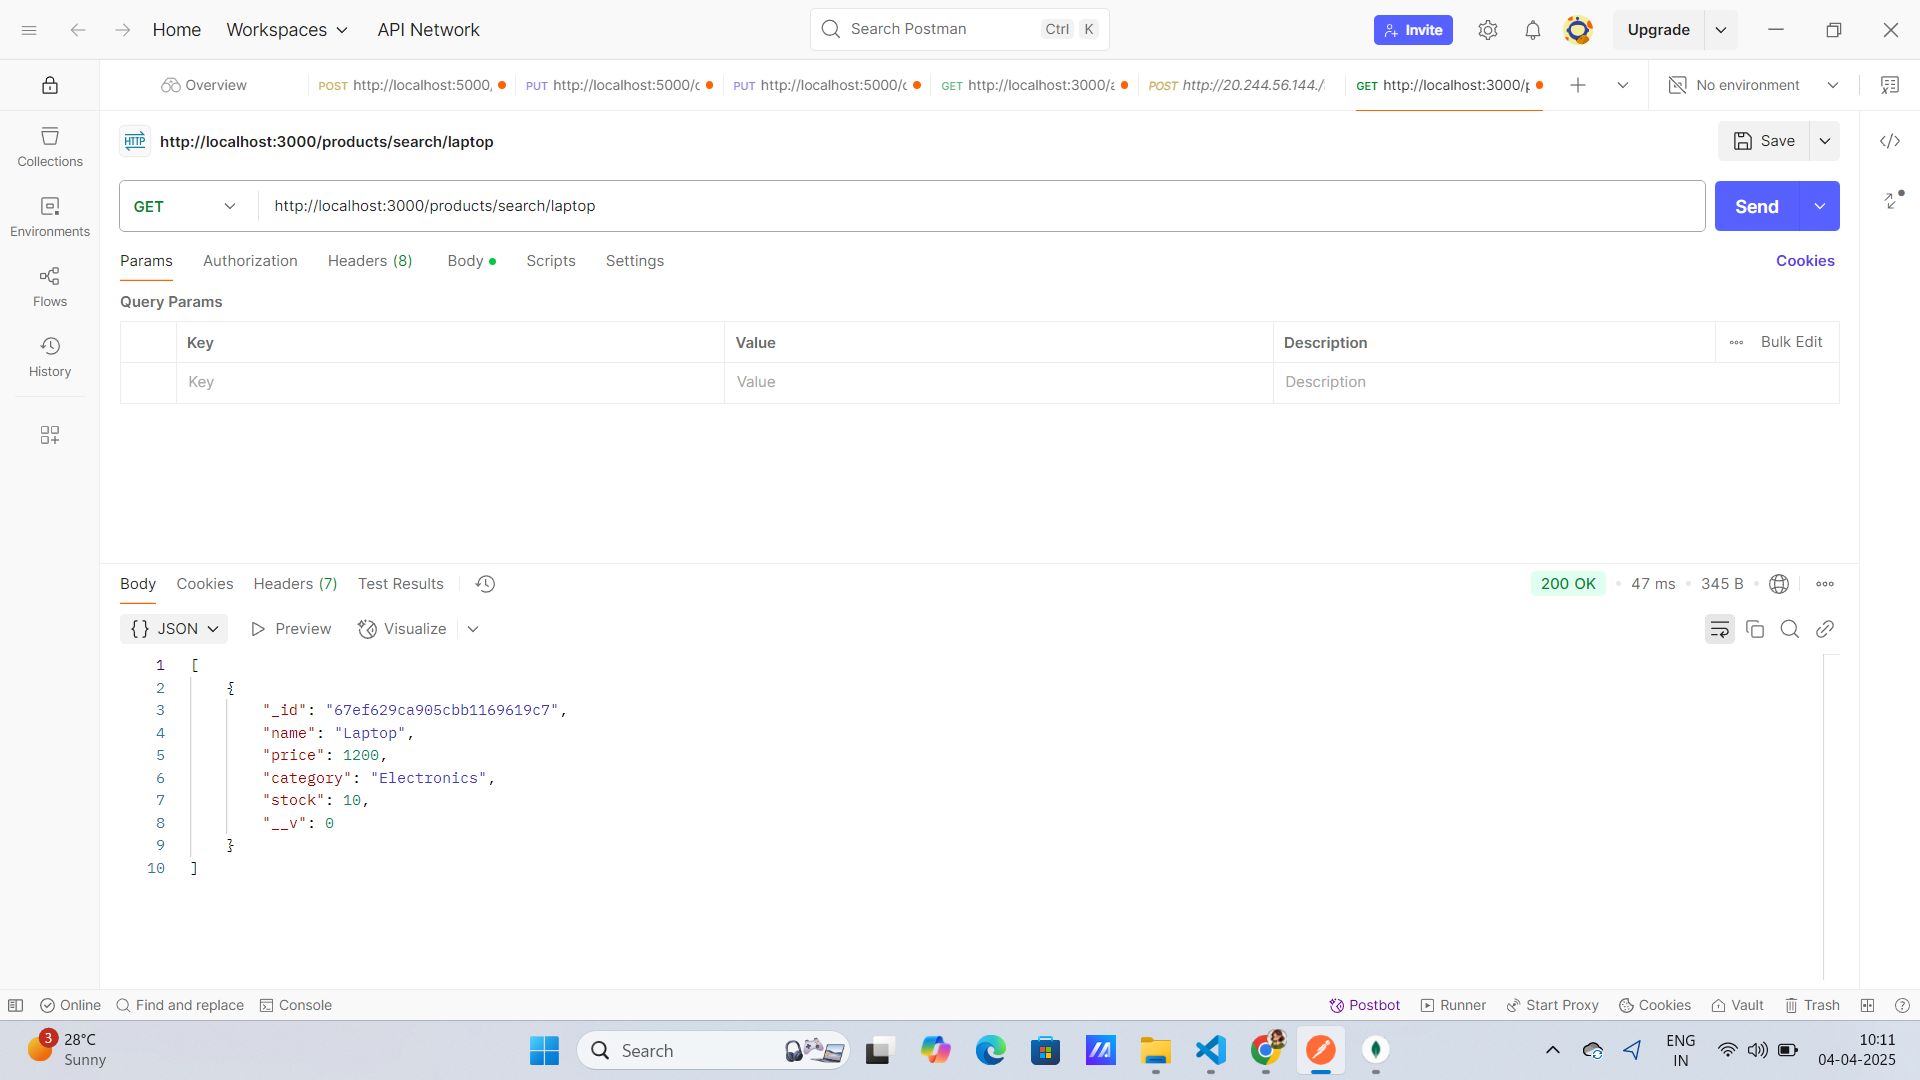 Home Workspaces API Network Search Postman Ctrl K Invite Upgrade
Overview POST http://localhost:5000, PUT http://localhost:5000/c PUT http://localhost:5000/c GET http://localhost:3000/a POST http://20.244.56.144./ GET http://localhost:3000/p No environment
HTTP http://localhost:3000/products/search/laptop Save
Collections
Environments
Flows
History
GET http://localhost:3000/products/search/laptop Send
Params Authorization Headers (8) Body Scripts Settings Cookies
Query Params
Key Value Description Bulk Edit
Key Value Description
Body Cookies Headers (7) Test Results 200 OK 47 ms 345 B
{} JSON Preview Visualize
1 [
2 {
3 "_id": "67ef629ca905cbb1169619c7",
4 "name": "Laptop",
5 "price": 1200,
6 "category": "Electronics",
7 "stock": 10,
8 "__v": 0
9 }
10 ]
Online Find and replace Console Postbot Runner Start Proxy Cookies Vault Trash
3 28°C
Sunny
Search
ENG
IN
10:11
04-04-2025